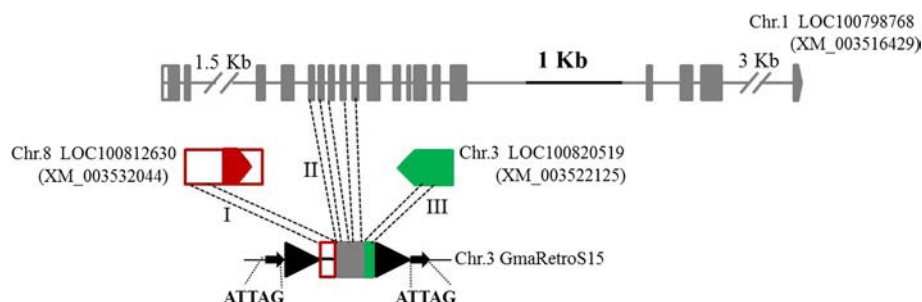 Chr.1 LOC100798768
(XM_003516429)
1.5 Kb
1 Kb
3 Kb
Chr.8 LOC100812630
(XM_003532044)
II
Chr.3 LOC100820519
(XM_003522125)
I
III
Chr.3 GmaRetroS15
ATTAG
ATTAG